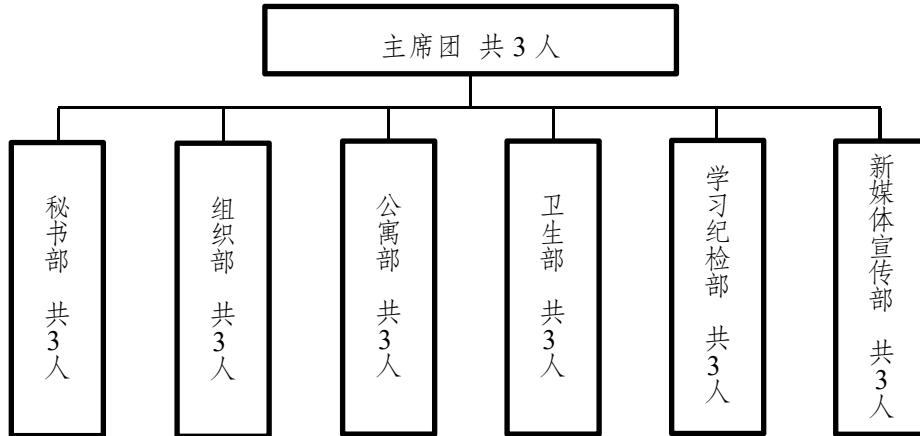 主席团 共 3 人
秘书部 共 3 人
组织部 共 3 人
公寓部 共 3 人
卫生部 共 3 人
学习纪检部 共 3 人
新媒体宣传部 共 3 人